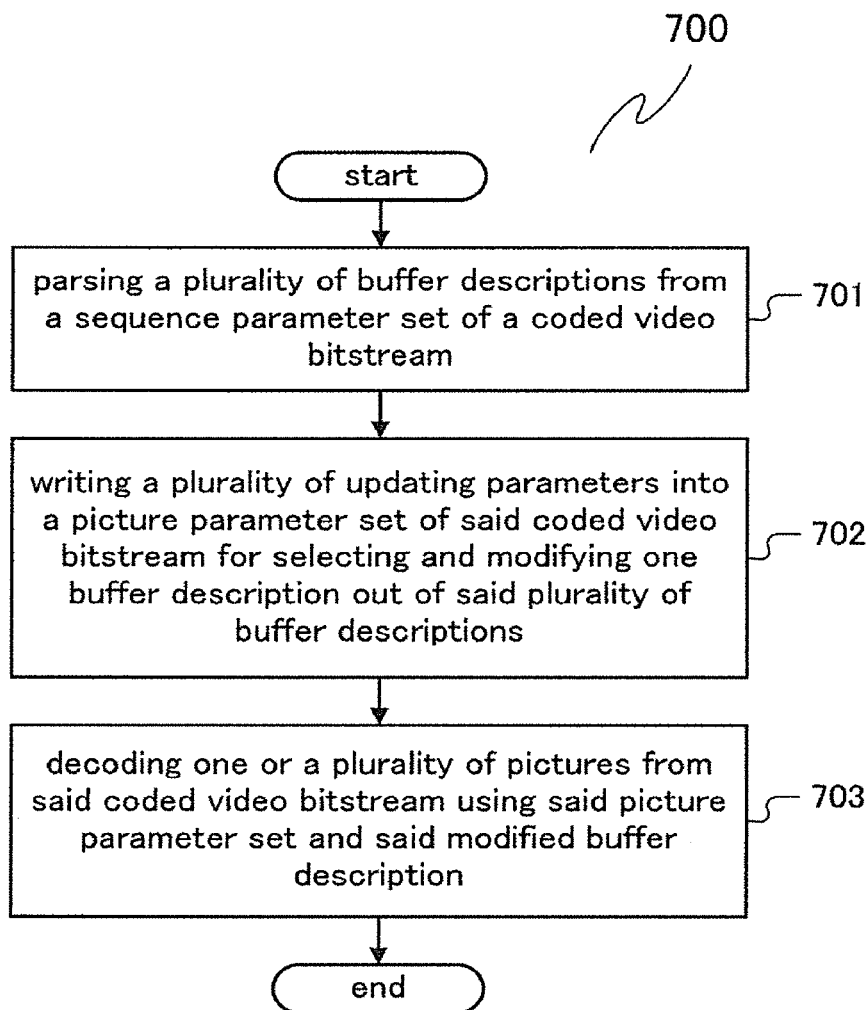 700
start
parsing a plurality of buffer descriptions from
a sequence parameter set of a coded video
bitstream
701
writing a plurality of updating parameters into
a picture parameter set of said coded video
bitstream for selecting and modifying one
buffer description out of said plurality of
buffer descriptions
702
decoding one or a plurality of pictures from
said coded video bitstream using said picture
parameter set and said modified buffer
description
703
end